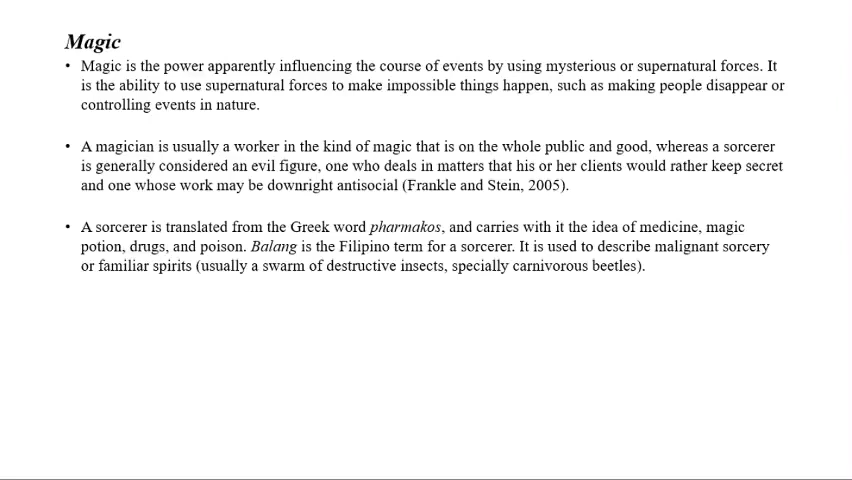 Magic
• Magic is the power apparently influencing the course of events by using mysterious or supernatural forces. It
is the ability to use supernatural forces to make impossible things happen, such as making people disappear or
controlling events in nature.
• A magician is usually a worker in the kind of magic that is on the whole public and good, whereas a sorcerer
is generally considered an evil figure, one who deals in matters that his or her clients would rather keep secret
and one whose work may be downright antisocial (Frankle and Stein, 2005).
• A sorcerer is translated from the Greek word pharmakos, and carries with it the idea of medicine, magic
potion, drugs, and poison. Balang is the Filipino term for a sorcerer. It is used to describe malignant sorcery
or familiar spirits (usually a swarm of destructive insects, specially carnivorous beetles).